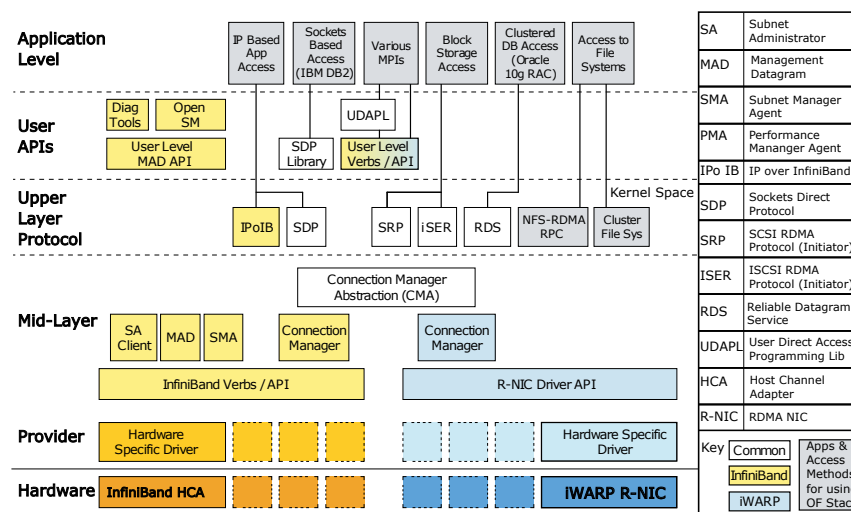 Application
Level
IP Based
App
Access
Sockets
Based
Access
(IBM DB2)
Various
MPIs
Block
Storage
Access
Clustered
DB Access
(Oracle
10g RAC)
Access to
File
Systems
User
APIs
Diag
Tools
Open
SM
User Level
MAD API
SDP
Library
UDAPL
User Level
Verbs / API
Kernel Space
Upper
Layer
Protocol
IPoIB
SDP
SRP
iSER
RDS
NFS-RDMA
RPC
Cluster
File Sys
Mid-Layer
Connection Manager
Abstraction (CMA)
SA
Client
MAD
SMA
Connection
Manager
Connection
Manager
InfiniBand Verbs / API
R-NIC Driver API
Provider
Hardware
Specific Driver
Hardware Specific
Driver
Hardware
InfiniBand HCA
iWARP R-NIC
SA Subnet
Administrator
MAD Management
Datagram
SMA Subnet Manager
Agent
PMA Performance
Mananger Agent
IPo IB IP over InfiniBand
SDP Sockets Direct
Protocol
SRP SCSI RDMA
Protocol (Initiator)
ISER ISCSI RDMA
Protocol (Initiator)
RDS Reliable Datagram
Service
UDAPL User Direct Access
Programming Lib
HCA Host Channel
Adapter
R-NIC RDMA NIC
Key
Common
InfiniBand
iWARP
Apps &
Access
Methods
for using
OF Stack